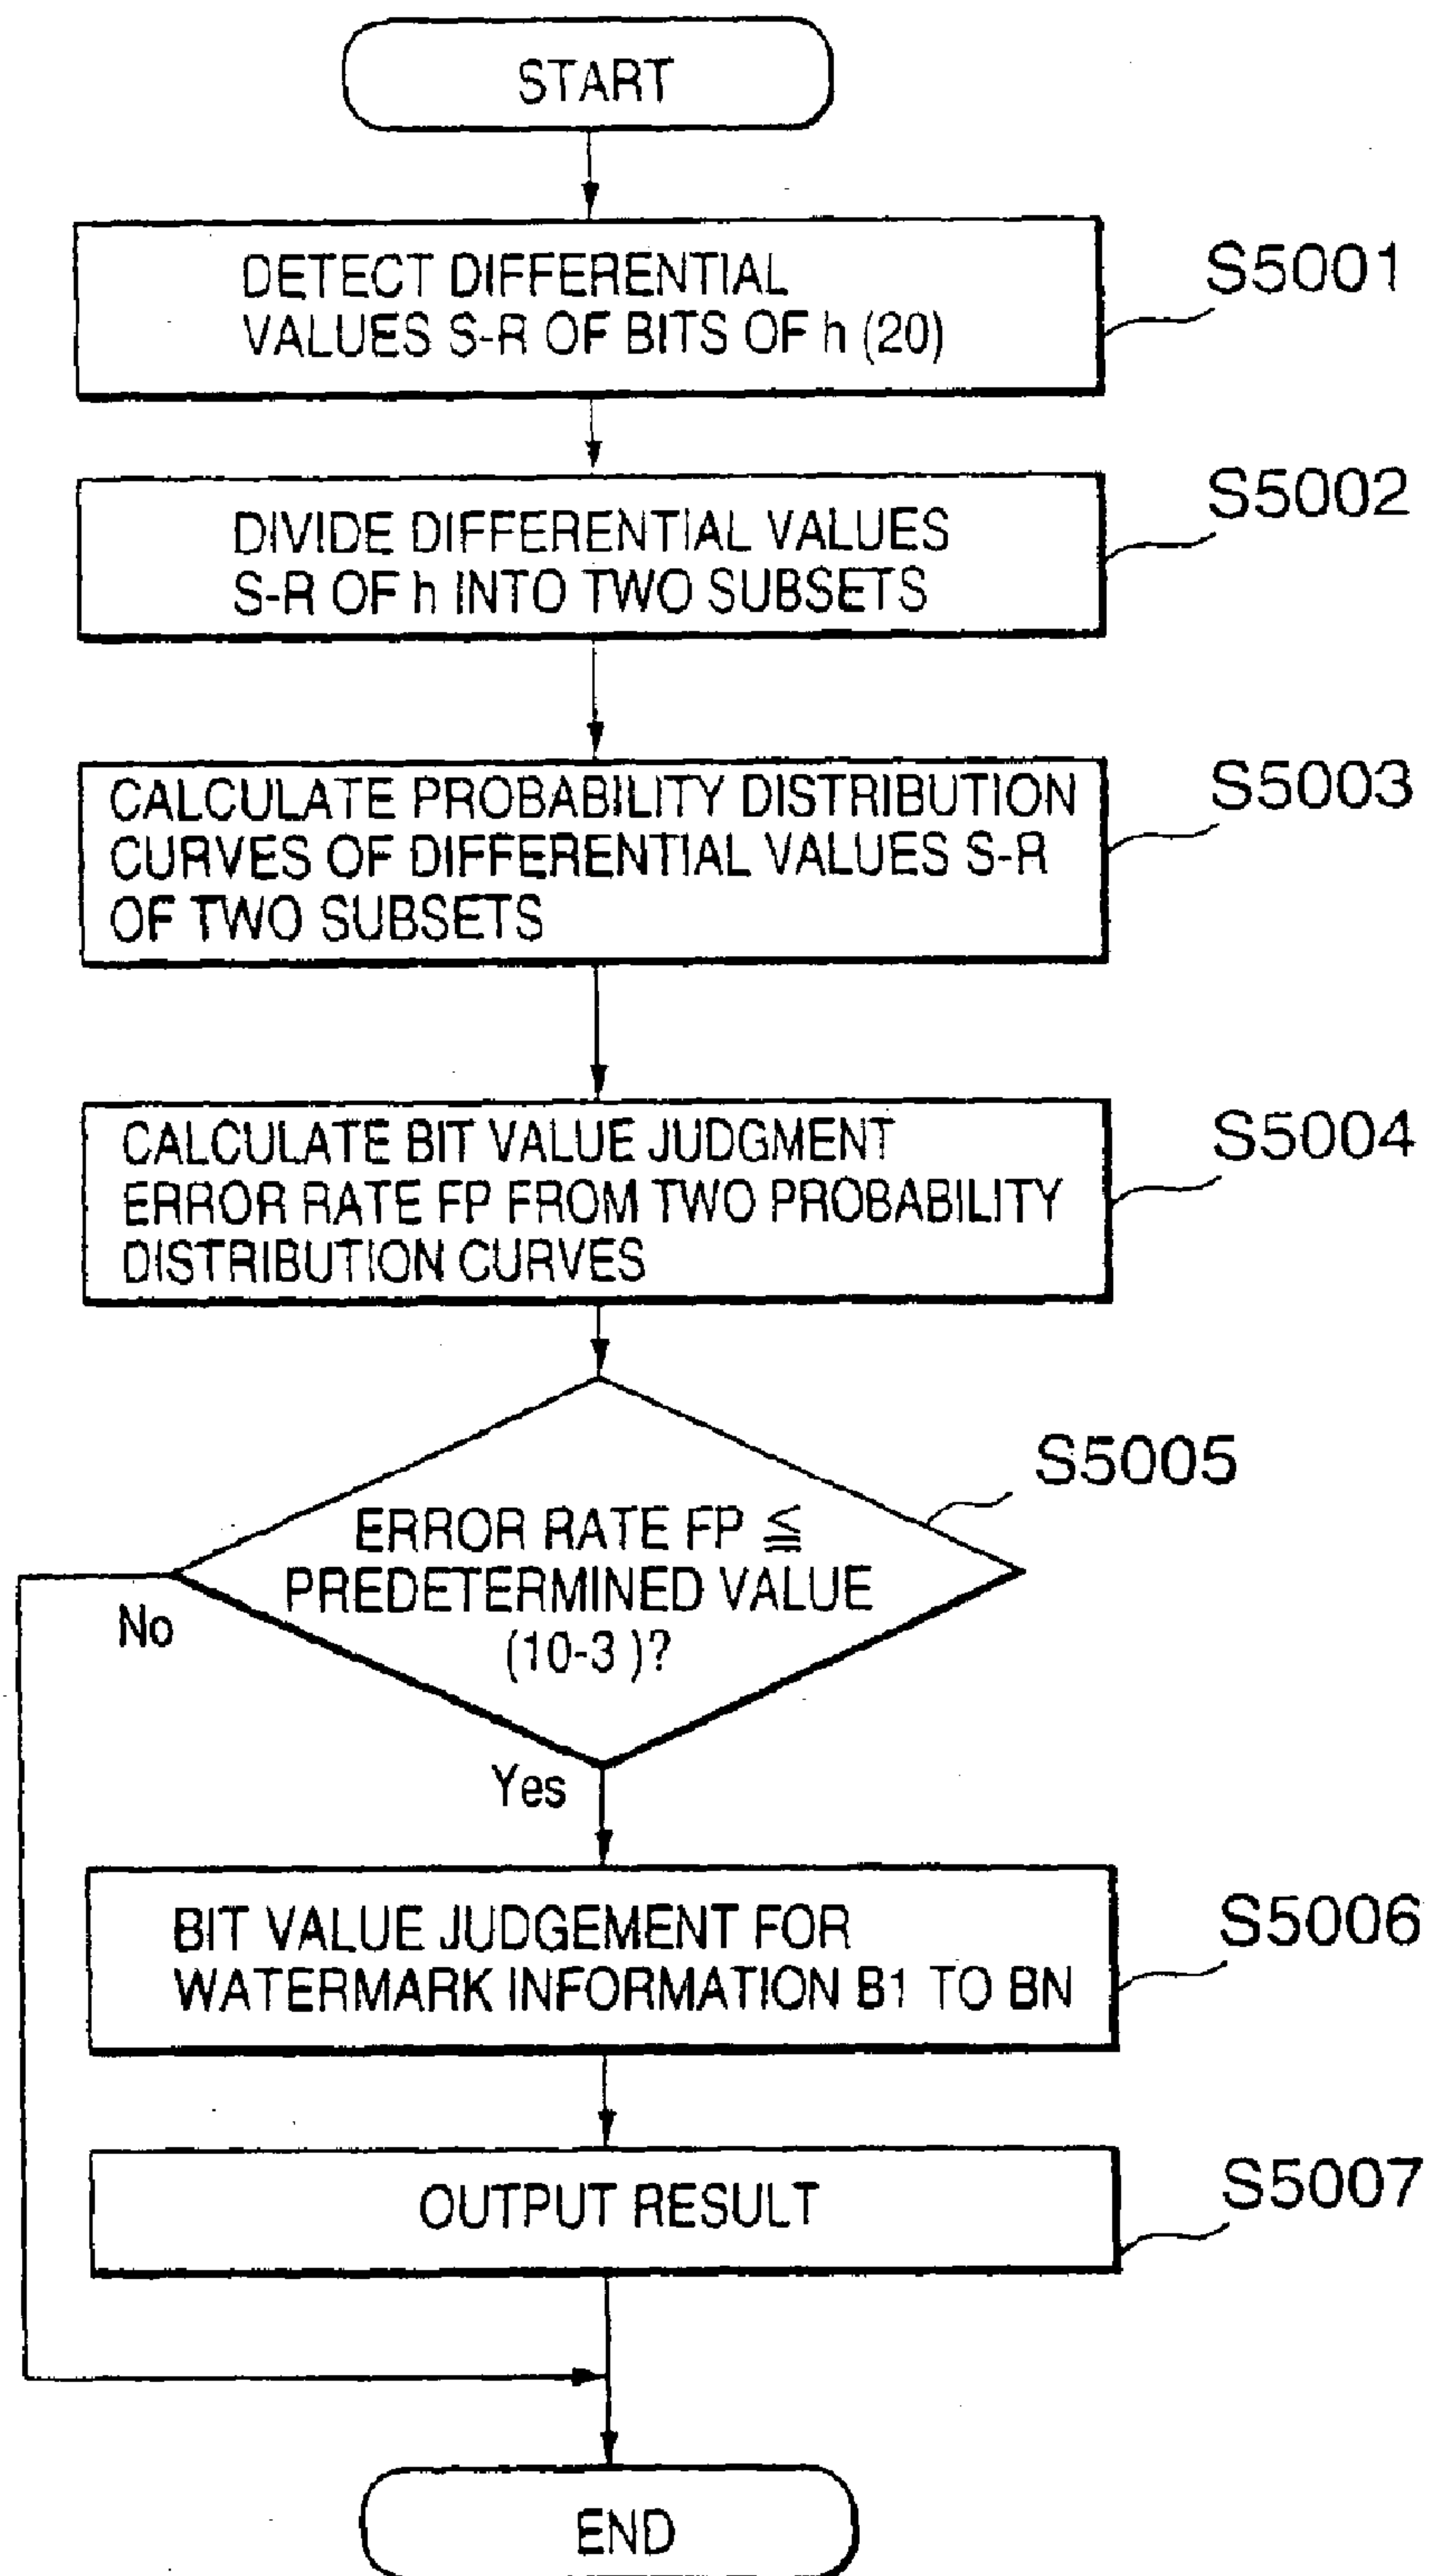 START
DETECT DIFFERENTIAL
VALUES S-R OF BITS OF h (20)
S5001
DIVIDE DIFFERENTIAL VALUES
S-R OF h INTO TWO SUBSETS
S5002
CALCULATE PROBABILITY DISTRIBUTION
CURVES OF DIFFERENTIAL VALUES S-R
OF TWO SUBSETS
S5003
CALCULATE BIT VALUE JUDGMENT
ERROR RATE FP FROM TWO PROBABILITY
DISTRIBUTION CURVES
S5004
ERROR RATE FP ≦
PREDETERMINED VALUE
(10-3 )?
S5005
No
Yes
BIT VALUE JUDGEMENT FOR
WATERMARK INFORMATION B1 TO BN
S5006
OUTPUT RESULT
S5007
END